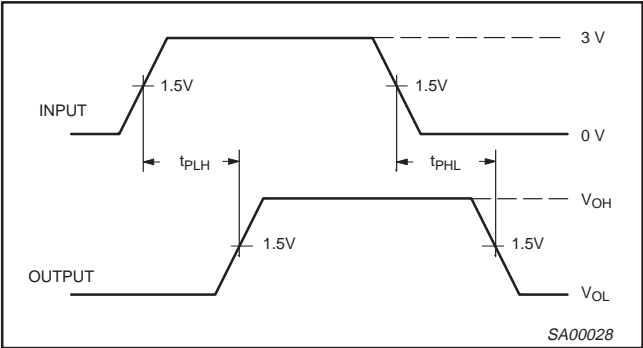 3 V
1.5V
1.5V
INPUT
0 V
tPLH
tPHL
VOH
1.5V
1.5V
OUTPUT
VOL
SA00028